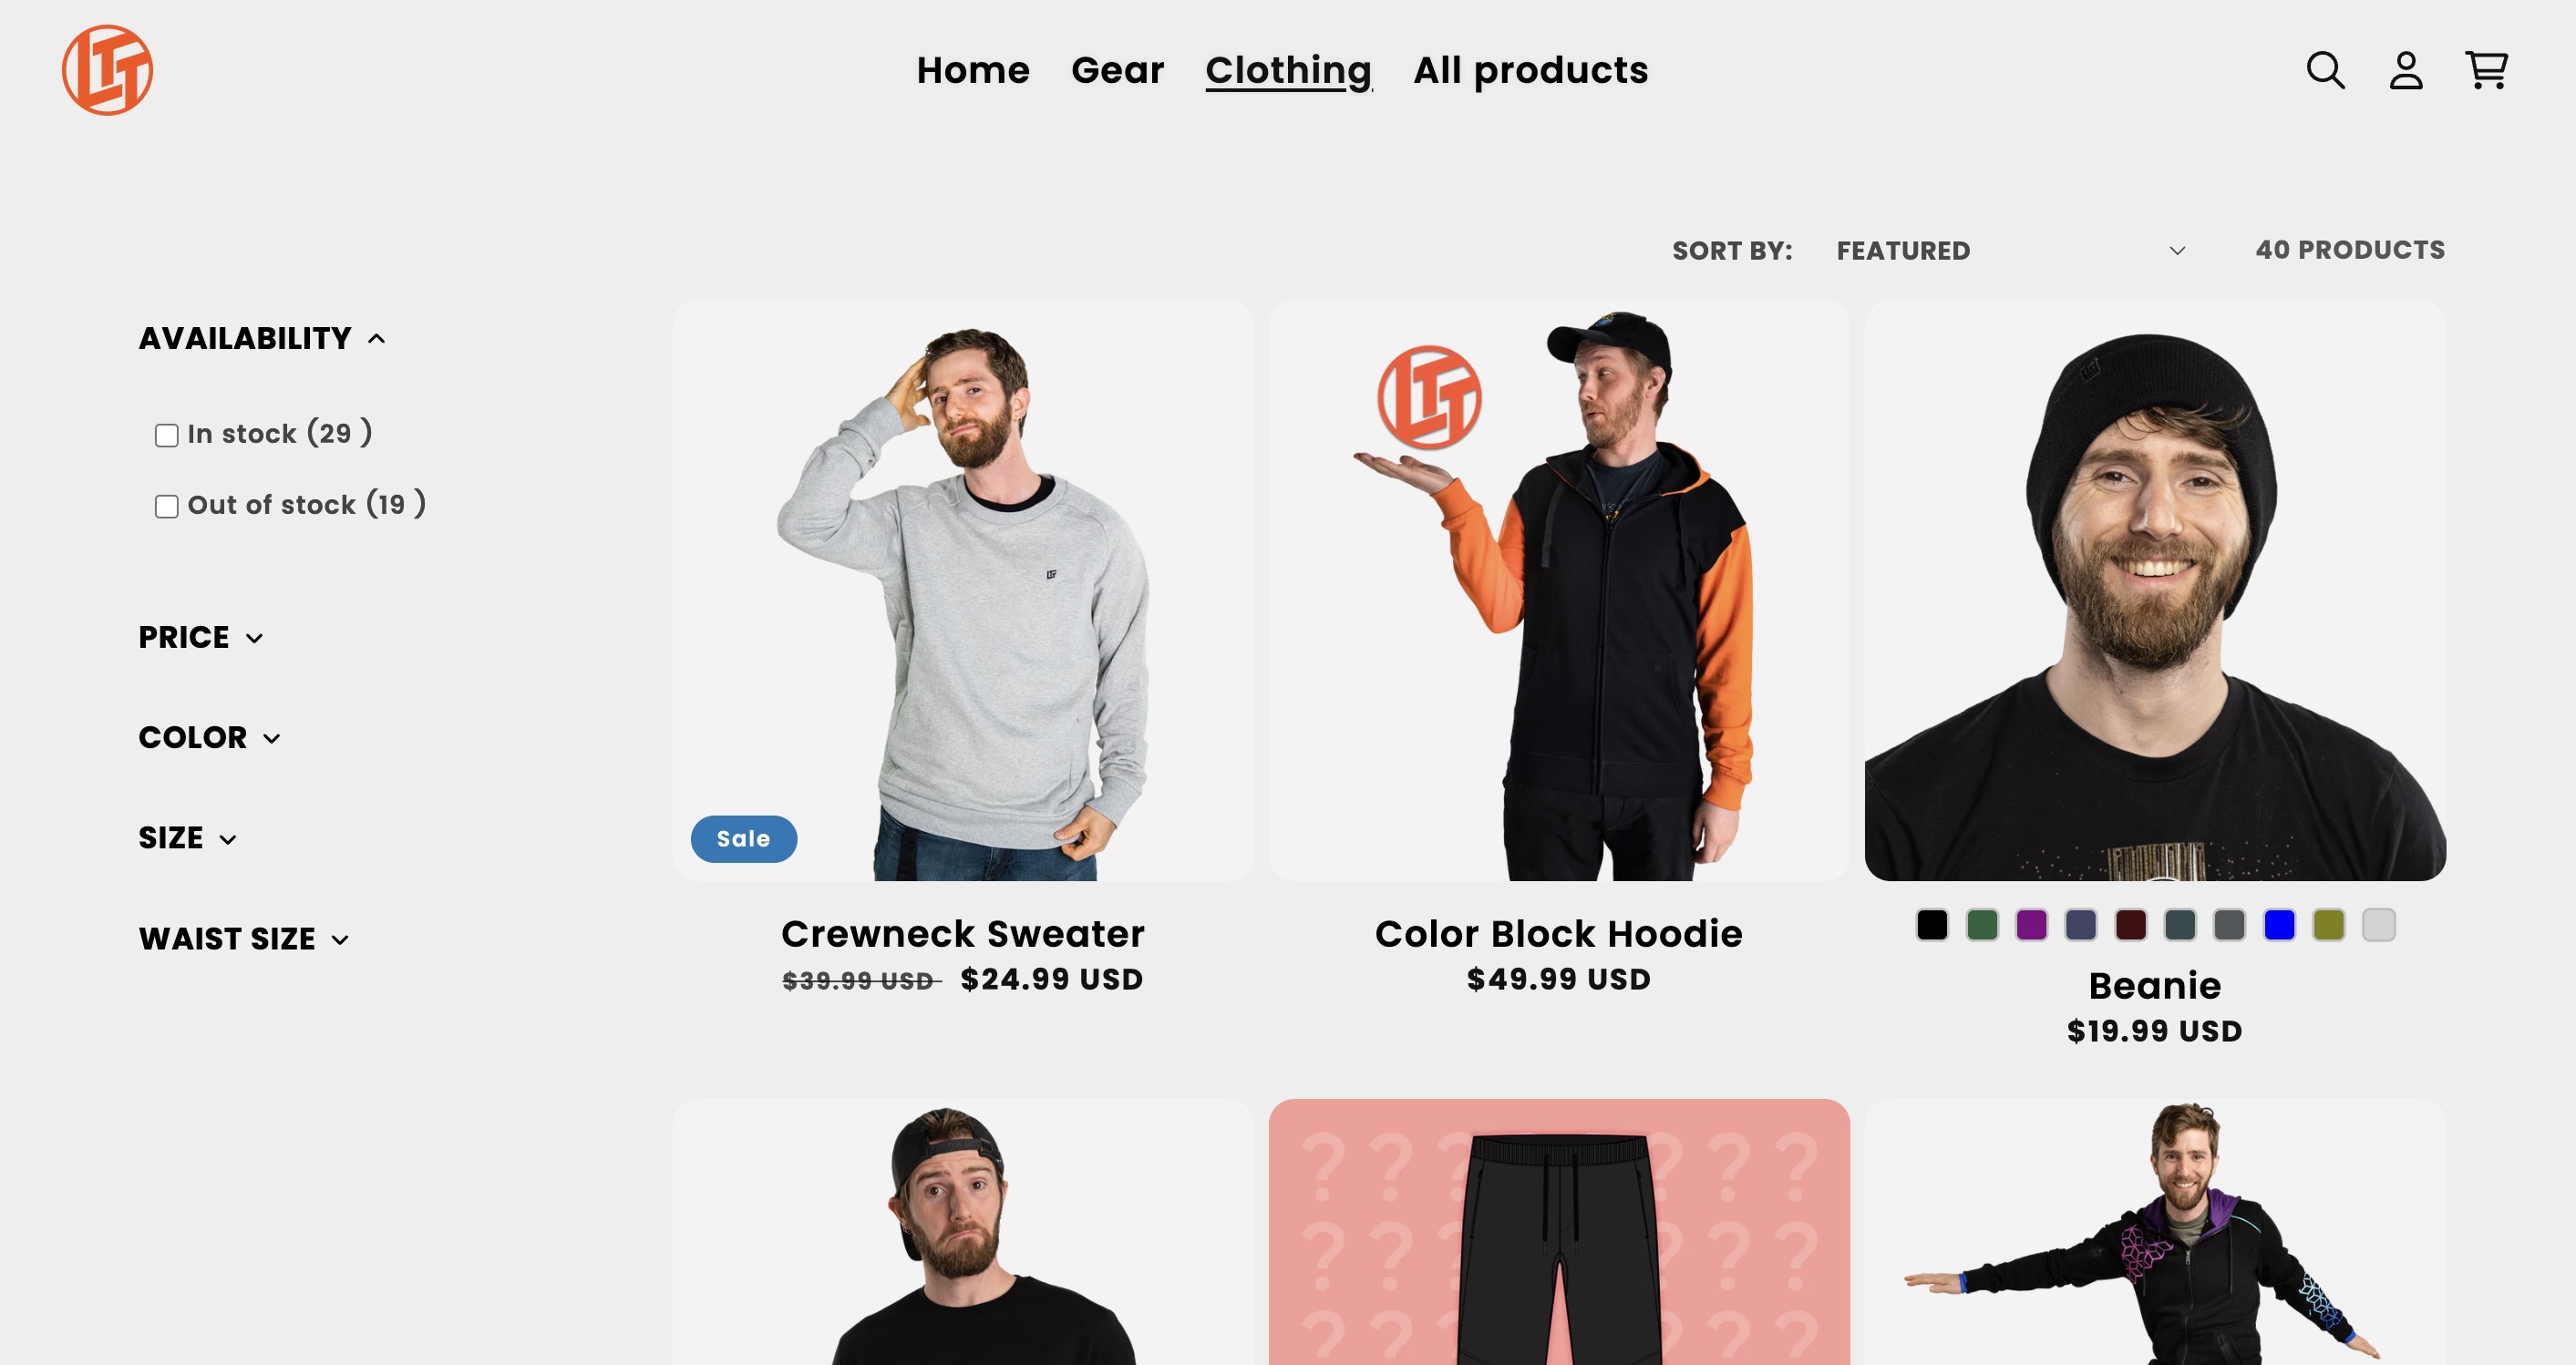 LTT
Home Gear Clothing All products
SORT BY: FEATURED 40 PRODUCTS
AVAILABILITY
In stock (29 )
Out of stock (19 )
PRICE
COLOR
SIZE
WAIST SIZE
Sale
Crewneck Sweater
$39.99 USD $24.99 USD
LTT
Color Block Hoodie
$49.99 USD
Beanie
$19.99 USD
? ? ? ? ? ?
? ? ? ? ? ?
? ? ? ? ? ?